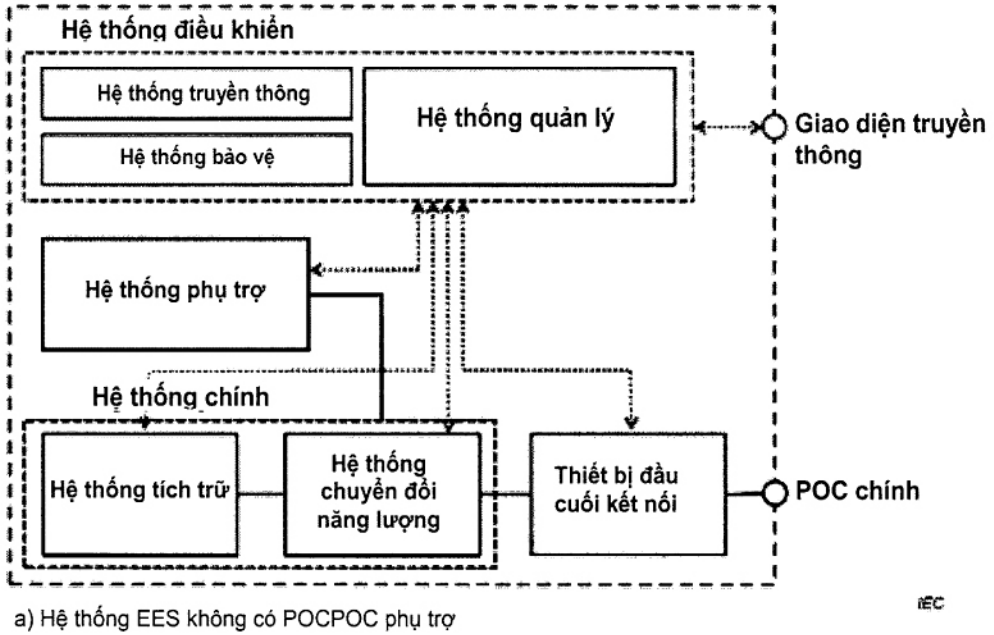 Hệ thống điều khiển
Hệ thống truyền thông
Hệ thống bảo vệ
Hệ thống quản lý
Giao diện truyền
thông
Hệ thống phụ trợ
Hệ thống chính
Hệ thống tích trữ
Hệ thống
chuyển đổi
năng lượng
Thiết bị đầu
cuối kết nối
POC chính
IEC
a) Hệ thống EES không có POCPOC phụ trợ